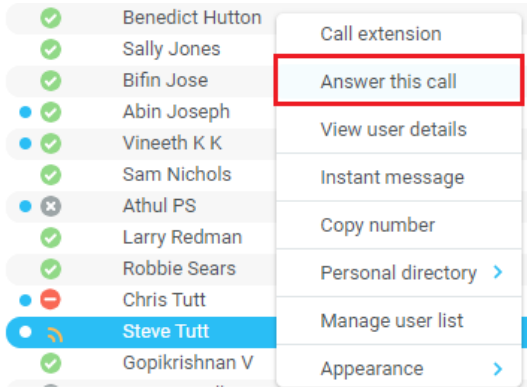 Benedict Hutton
Sally Jones
Bifin Jose
Abin Joseph
Vineeth K K
Sam Nichols
Athul PS
Larry Redman
Robbie Sears
Chris Tutt
Steve Tutt
Gopikrishnan V
Call extension
Answer this call
View user details
Instant message
Copy number
Personal directory
Manage user list
Appearance